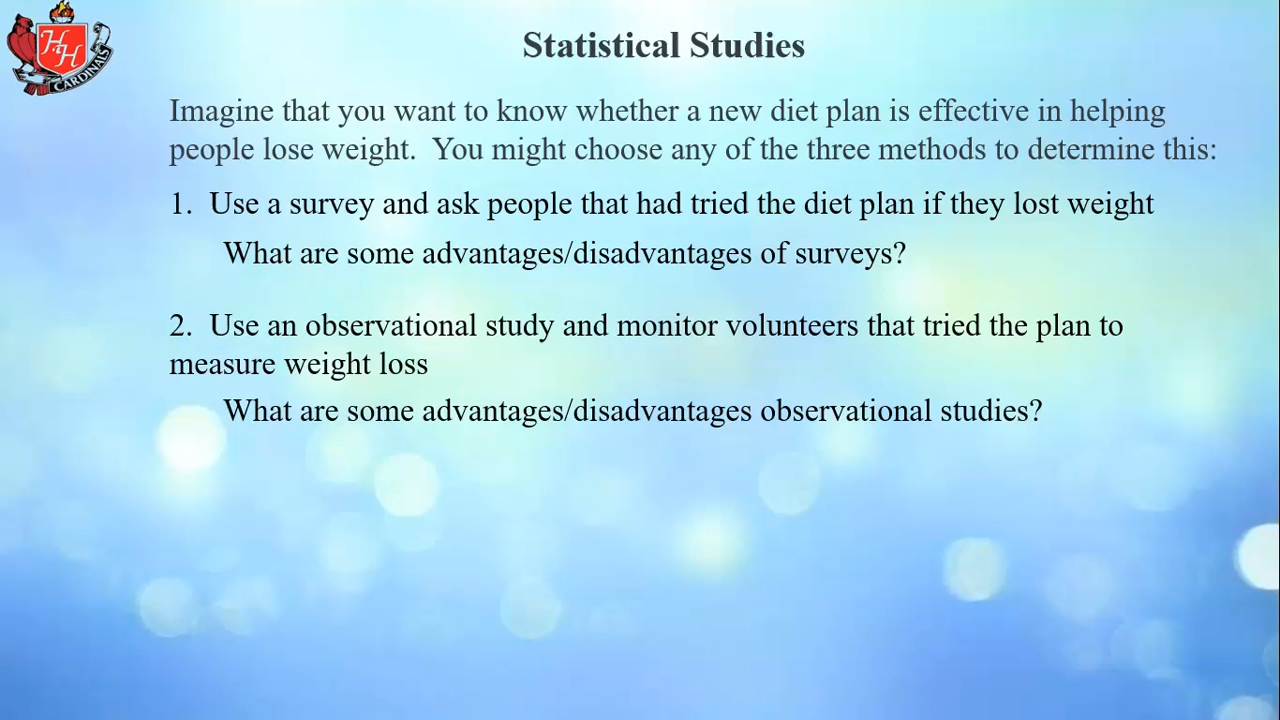 H H
CARDINALS
Statistical Studies
Imagine that you want to know whether a new diet plan is effective in helping
people lose weight.  You might choose any of the three methods to determine this:
1.  Use a survey and ask people that had tried the diet plan if they lost weight
What are some advantages/disadvantages of surveys?
2.  Use an observational study and monitor volunteers that tried the plan to
measure weight loss
What are some advantages/disadvantages observational studies?